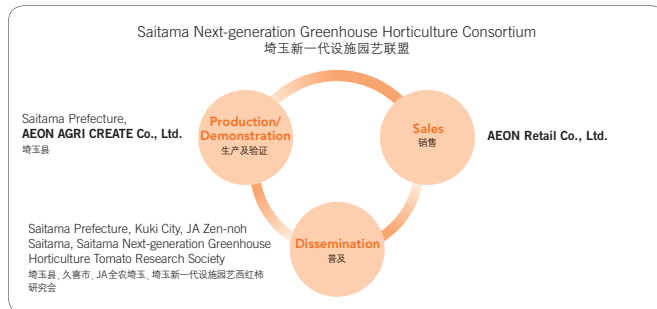 Saitama Next-generation Greenhouse Horticulture Consortium
埼玉新一代设施园艺联盟
Saitama Prefecture,
AEON AGRI CREATE Co., Ltd.
埼玉县
Production/
Demonstration
生产及验证
Sales
销售
AEON Retail Co., Ltd.
Saitama Prefecture, Kuki City, JA Zen-noh
Saitama, Saitama Next-generation Greenhouse
Horticulture Tomato Research Society
埼玉县、久喜市、JA全农埼玉、埼玉新一代设施园艺西红柿
研究会
Dissemination
普及